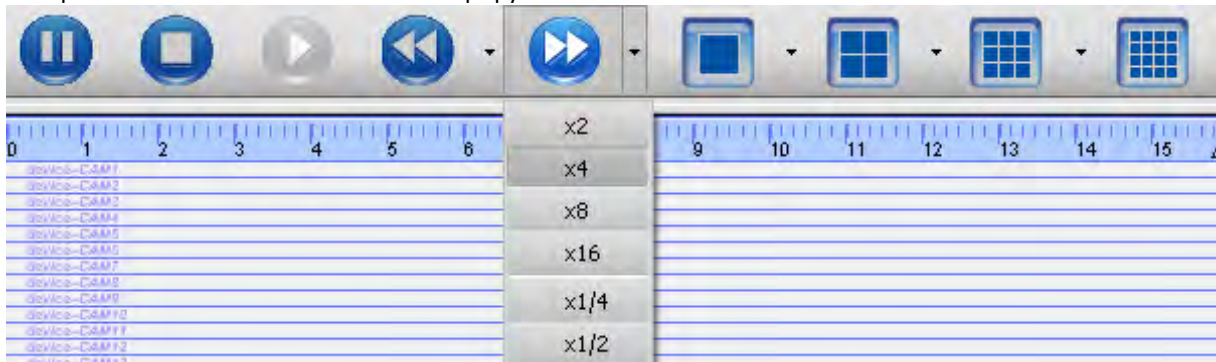 x2
0 1 2 3 4 5 6 9 10 11 12 13 14 15
x4
device-CAM1
device-CAM2
device-CAM3
device-CAM4
x8
device-CAM5
device-CAM6
x16
device-CAM7
device-CAM8
device-CAM9
x1/4
device-CAM10
device-CAM11
device-CAM12
x1/2